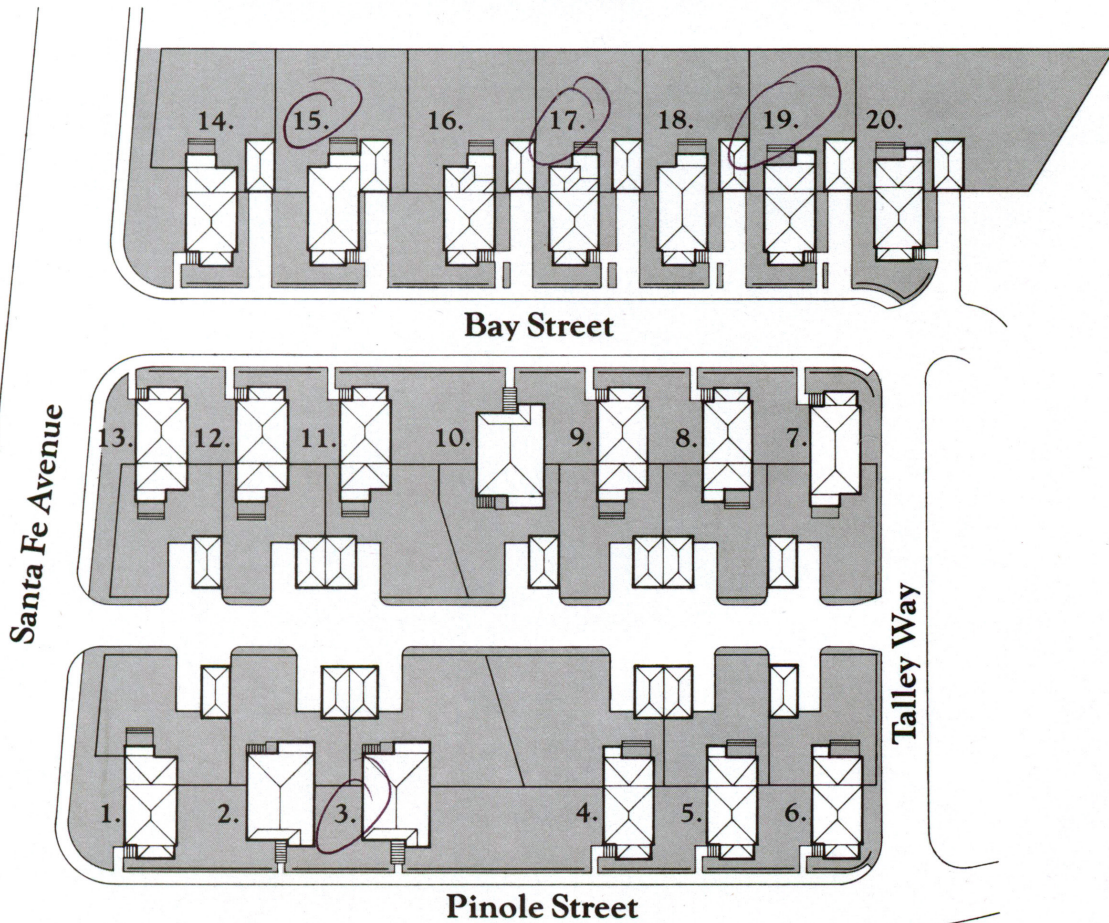 14. 15. 16. 17. 18. 19. 20.
Bay Street
13. 12. 11. 10. 9. 8. 7.
Santa Fe Avenue
Talley Way
1. 2. 3. 4. 5. 6.
Pinole Street